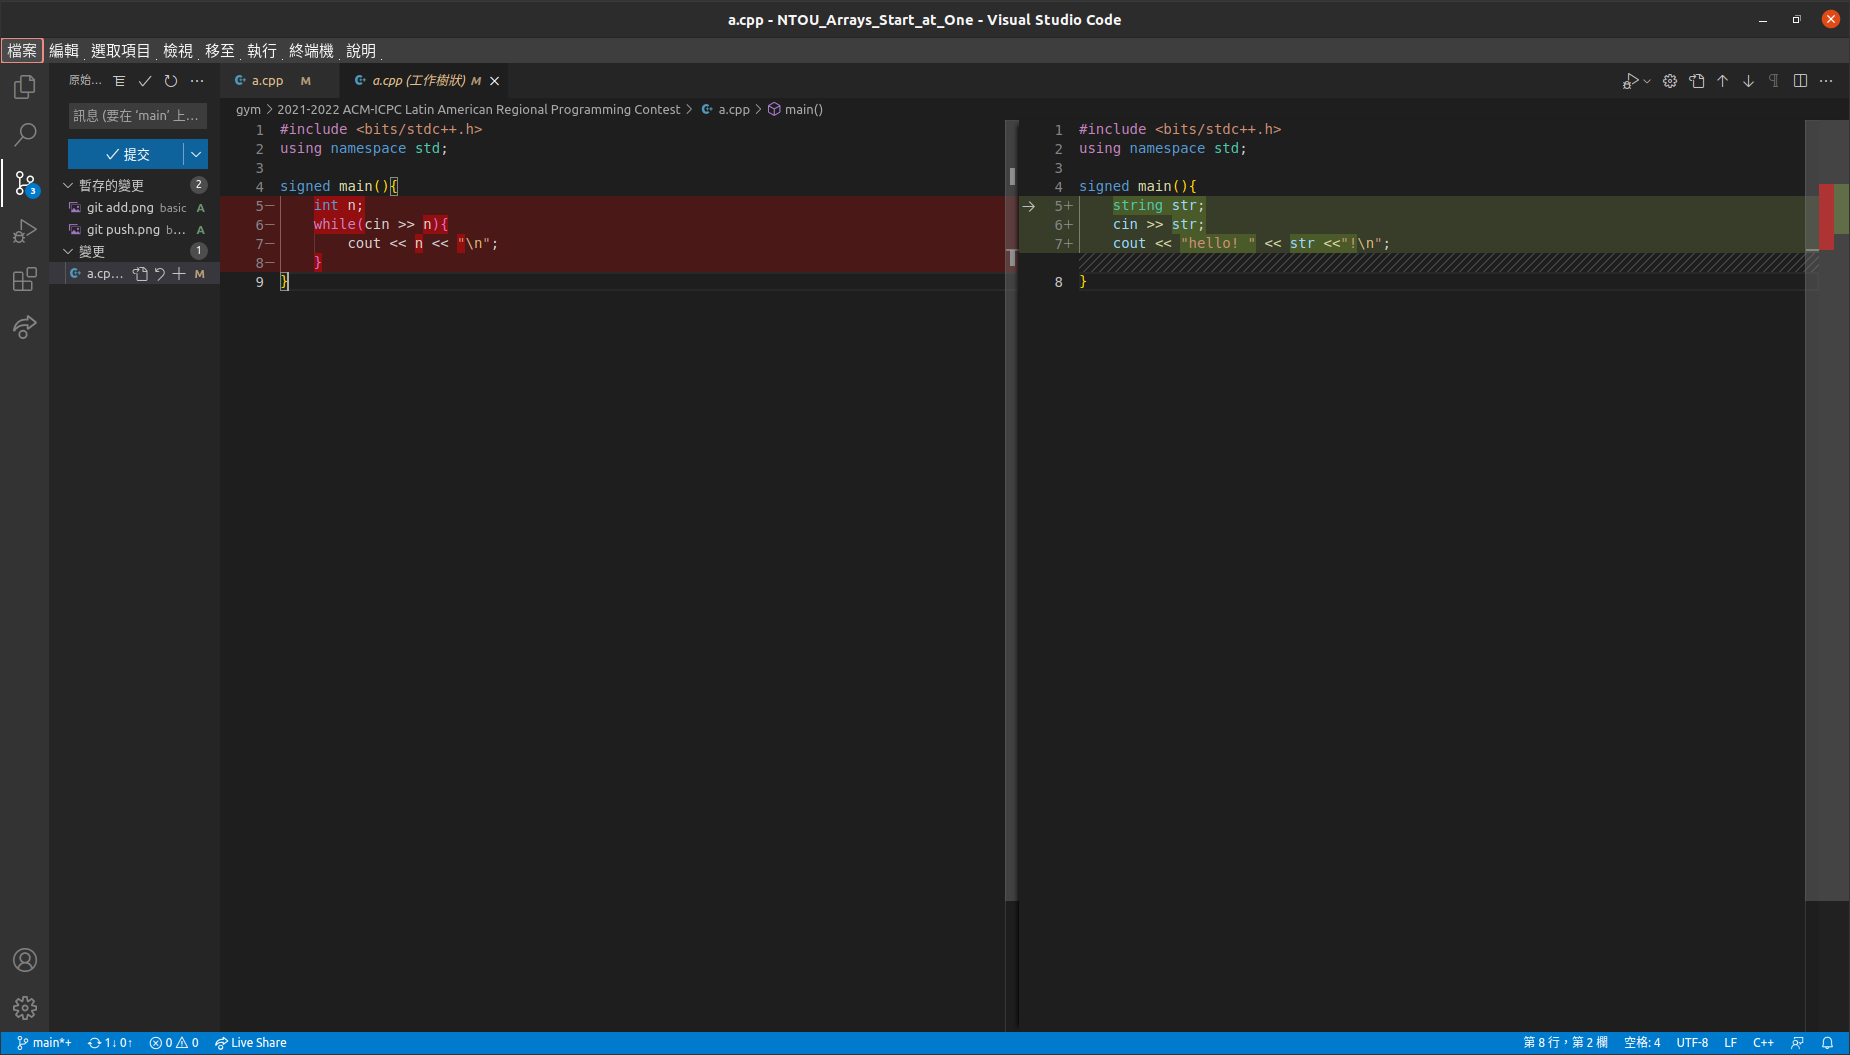 a.cpp - NTOU_Arrays_Start_at_One - Visual Studio Code
檔案 編輯 選取項目 檢視 移至 執行 終端機 說明
原始... ...
a.cpp M
a.cpp (工作樹狀) M
gym > 2021-2022 ACM-ICPC Latin American Regional Programming Contest > a.cpp > main()
訊息 (要在 'main' 上...
提交
暫存的變更 2
git add.png basic A
git push.png b... A
變更 1
a.cp... M
3
1 #include <bits/stdc++.h>
2 using namespace std;
3
4 signed main(){
5− int n;
6− while(cin >> n){
7− cout << n << "\n";
8− }
9 }
1 #include <bits/stdc++.h>
2 using namespace std;
3
4 signed main(){
5+ string str;
6+ cin >> str;
7+ cout << "hello! " << str <<"!\n";
8 }
main*+ 1↓ 0↑ 0 0 Live Share
第 8 行，第 2 欄 空格: 4 UTF-8 LF C++